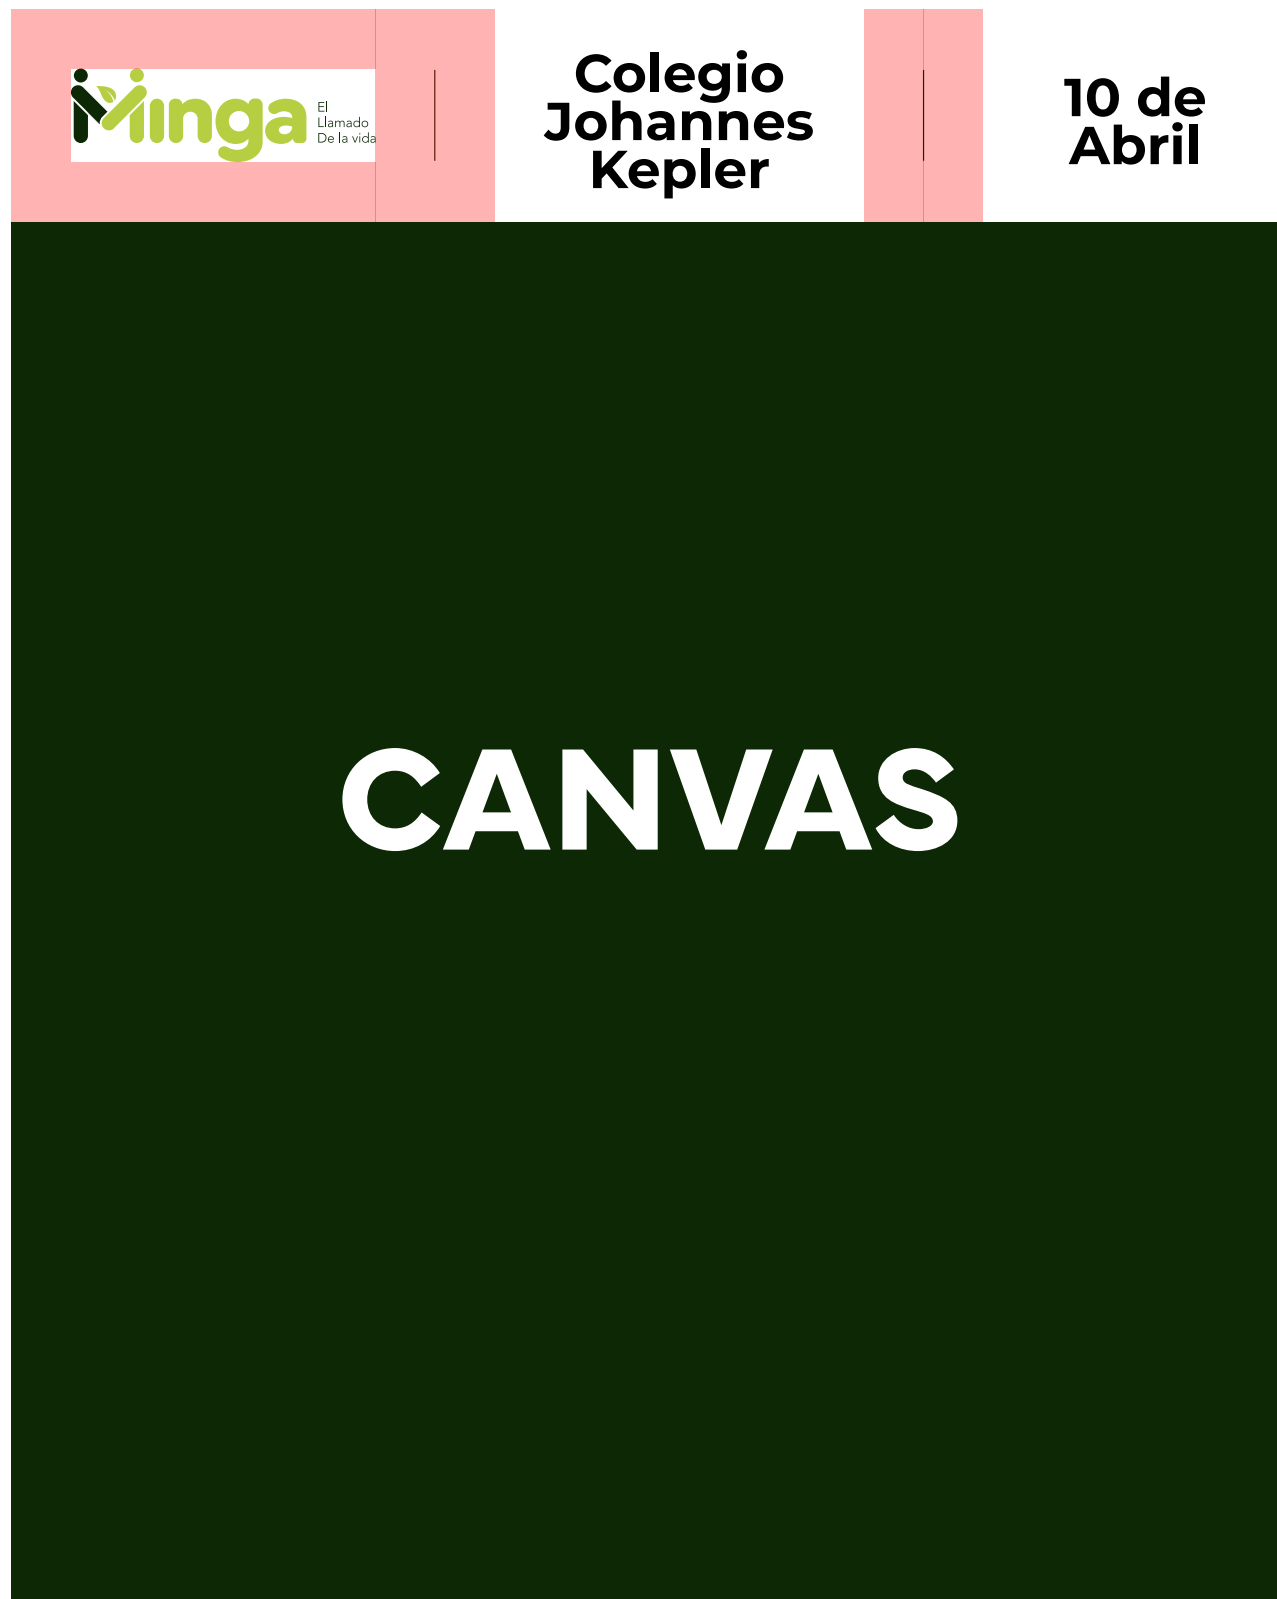 Minga
El
Llamado
De la vida
Colegio
Johannes
Kepler
10 de
Abril
CANVAS